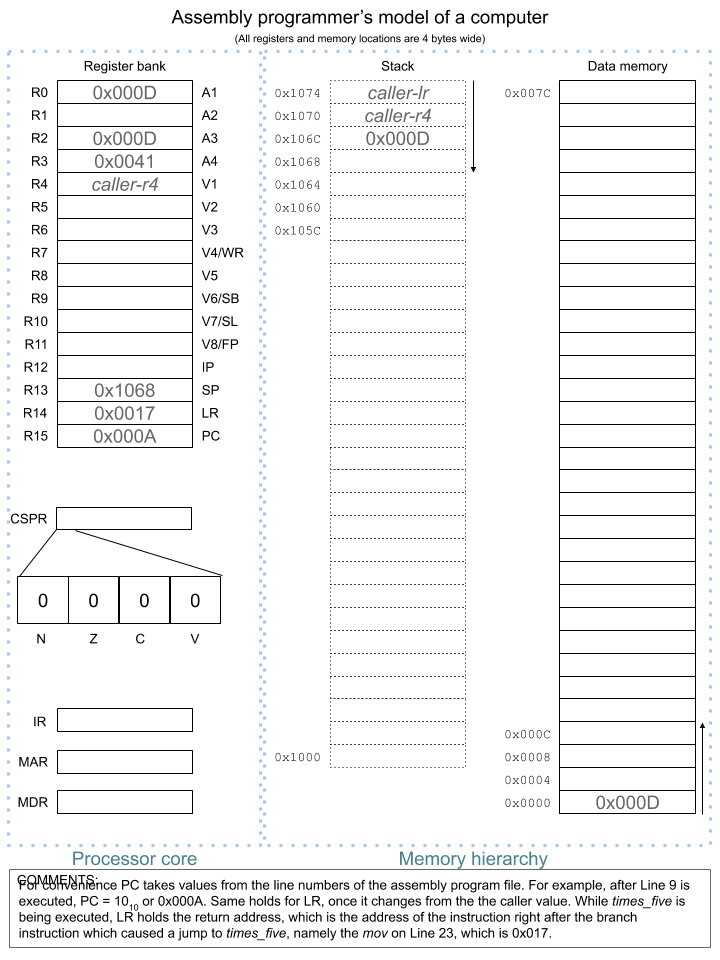 Assembly programmer’s model of a computer
(All registers and memory locations are 4 bytes wide)
Register bank
Stack
Data memory
R0 0x000D A1
R1 A2
R2 0x000D A3
R3 0x0041 A4
R4 caller-r4 V1
R5 V2
R6 V3
R7 V4/WR
R8 V5
R9 V6/SB
R10 V7/SL
R11 V8/FP
R12 IP
R13 0x1068 SP
R14 0x0017 LR
R15 0x000A PC
CSPR
0 0 0 0
N Z C V
IR
MAR
MDR
0x1074 caller-lr
0x1070 caller-r4
0x106C 0x000D
0x1068
0x1064
0x1060
0x105C
0x1000
0x007C
0x000C
0x0008
0x0004
0x0000 0x000D
Processor core
Memory hierarchy
COMMENTS:
For convenience PC takes values from the line numbers of the assembly program file. For example, after Line 9 is
executed, PC = 10₁₀ or 0x000A. Same holds for LR, once it changes from the the caller value. While times_five is
being executed, LR holds the return address, which is the address of the instruction right after the branch
instruction which caused a jump to times_five, namely the mov on Line 23, which is 0x017.